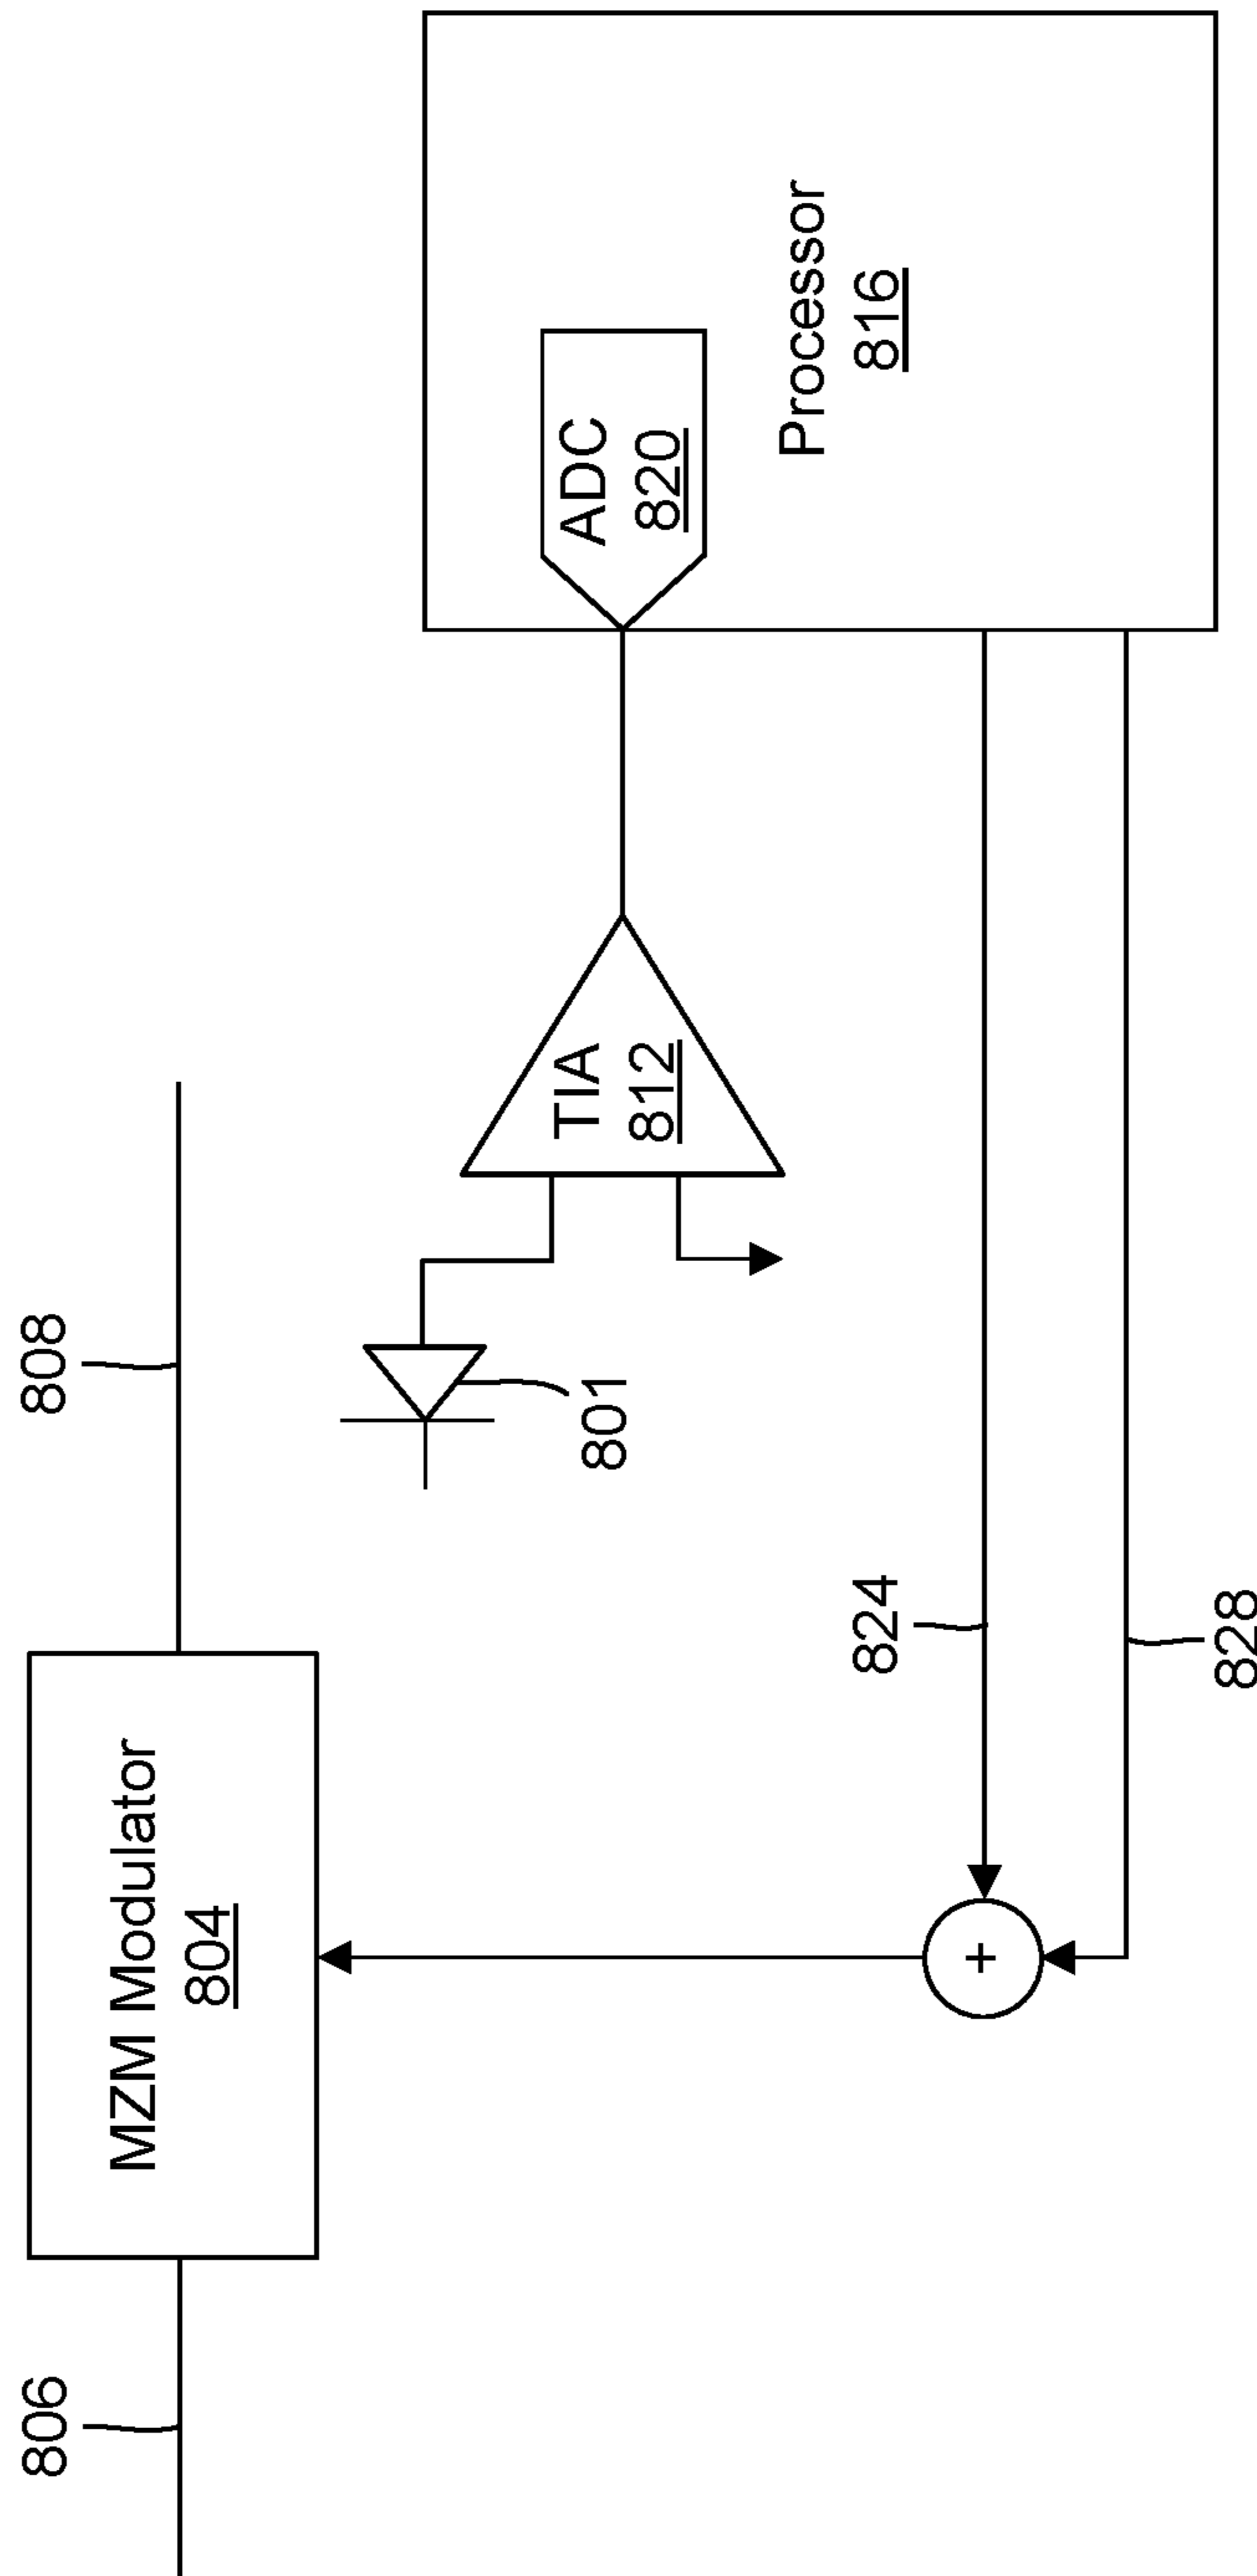 806
MZM Modulator
804
808
801
TIA
812
ADC
820
Processor
816
824
+
828